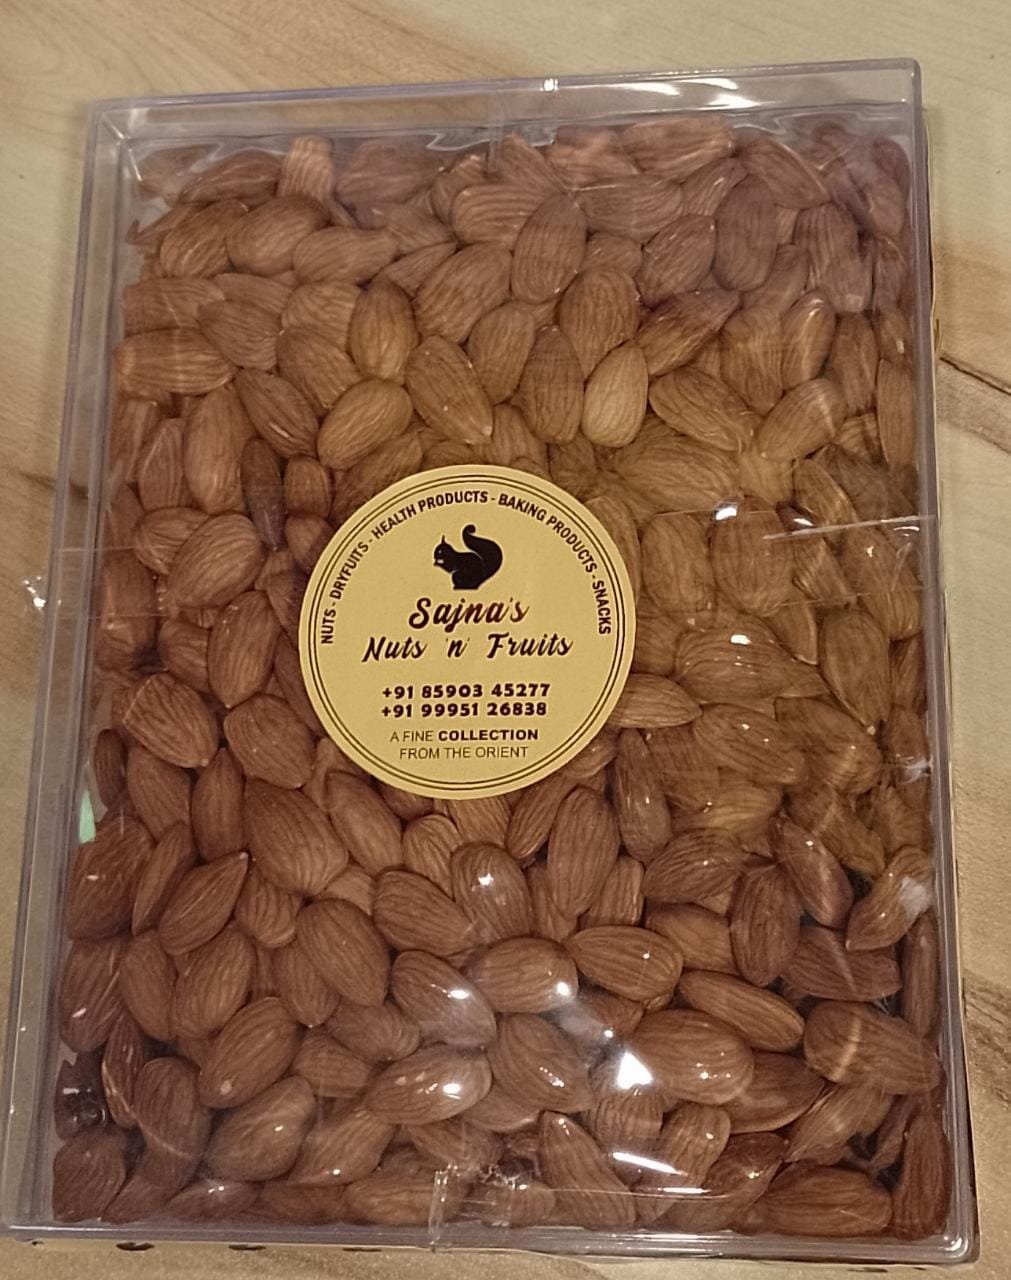 NUTS - DRYFUITS - HEALTH PRODUCTS - BAKING PRODUCTS - SNACKS
Sajna's
Nuts 'n' Fruits
+91 85903 45277
+91 99951 26838
A FINE COLLECTION
FROM THE ORIENT